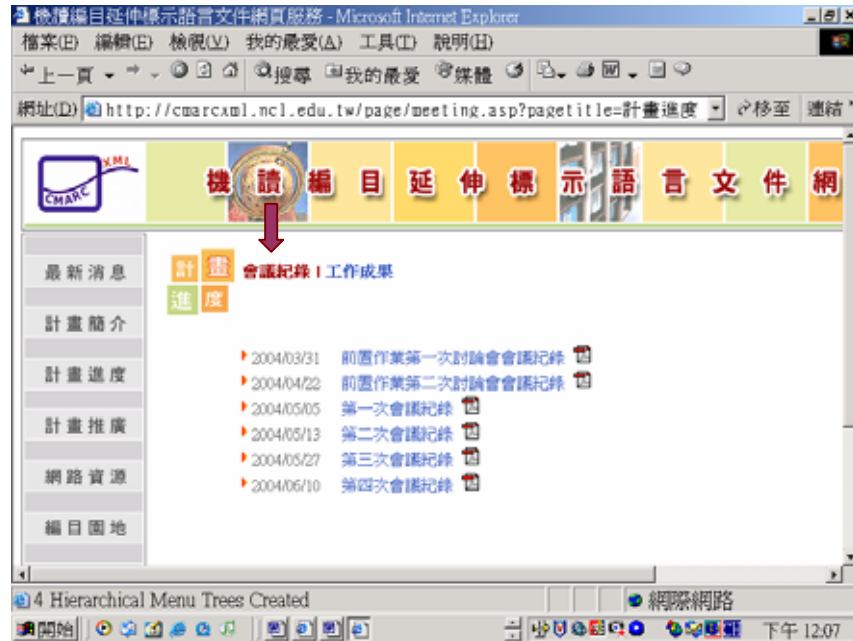 機讀編目延伸標示語言文件網頁服務 - Microsoft Internet Explorer
檔案(F) 編輯(E) 檢視(V) 我的最愛(A) 工具(T) 說明(H)
上一頁 搜尋 我的最愛 媒體
網址(D) http://cmarcxml.ncl.edu.tw/page/meeting.asp?pagetitle=計畫進度 移至 連結
CMARC XML
機讀編目延伸標示語言文件網
最新消息
計畫簡介
計畫進度
計畫推廣
網路資源
編目園地
計畫
進度
會議紀錄 | 工作成果
2004/03/31 前置作業第一次討論會會議紀錄
2004/04/22 前置作業第二次討論會會議紀錄
2004/05/05 第一次會議紀錄
2004/05/13 第二次會議紀錄
2004/05/27 第三次會議紀錄
2004/06/10 第四次會議紀錄
4 Hierarchical Menu Trees Created 網際網路
開始 下午 12:07